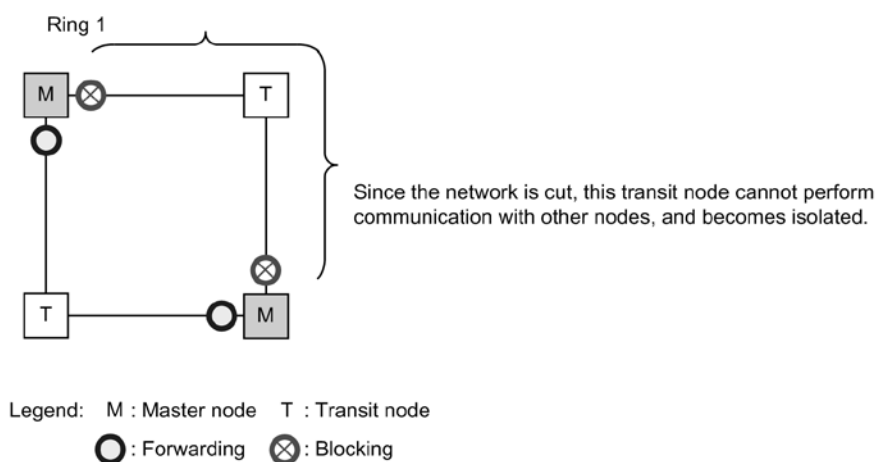 Ring 1
M
T
Since the network is cut, this transit node cannot perform
communication with other nodes, and becomes isolated.
T
M
Legend: M : Master node T : Transit node
: Forwarding : Blocking